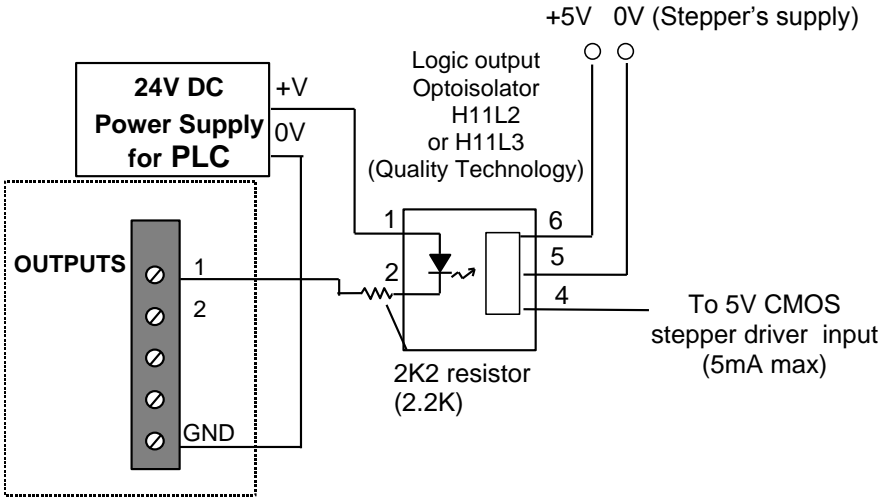 +5V 0V (Stepper's supply)
24V DC
Power Supply
for PLC
+V
0V
Logic output
Optoisolator
H11L2
or H11L3
(Quality Technology)
OUTPUTS
1
2
GND
1
2
6
5
4
2K2 resistor
(2.2K)
To 5V CMOS
stepper driver input
(5mA max)